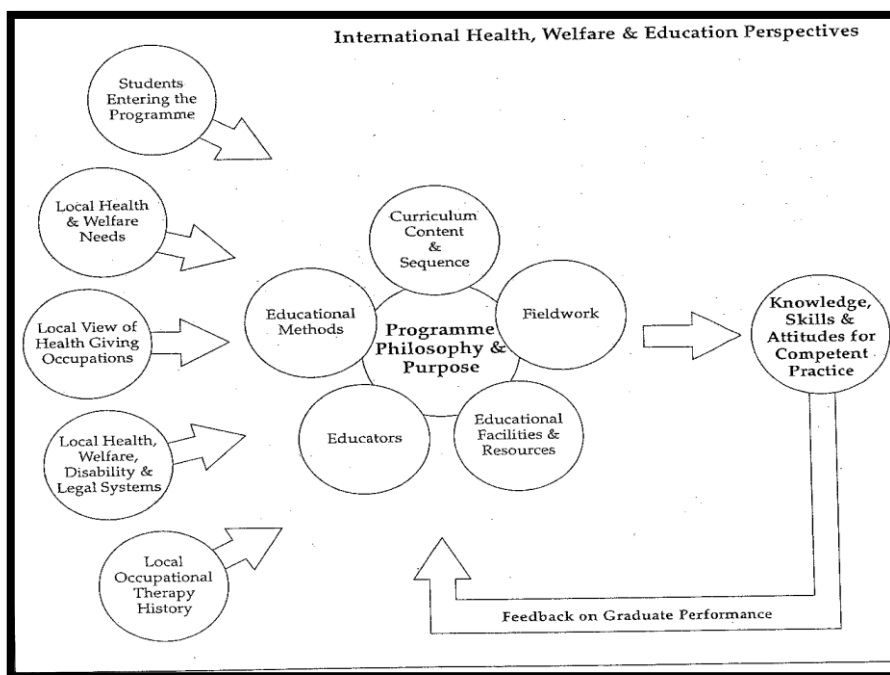 International Health, Welfare & Education Perspectives
Students
Entering the
Programme
Local Health
& Welfare
Needs
Local View of
Health Giving
Occupations
Local Health,
Welfare,
Disability &
Legal Systems
Local
Occupational
Therapy
History
Curriculum
Content
&
Sequence
Educational
Methods
Fieldwork
Programme
Philosophy &
Purpose
Educators
Educational
Facilities &
Resources
Knowledge,
Skills &
Attitudes for
Competent
Practice
Feedback on Graduate Performance